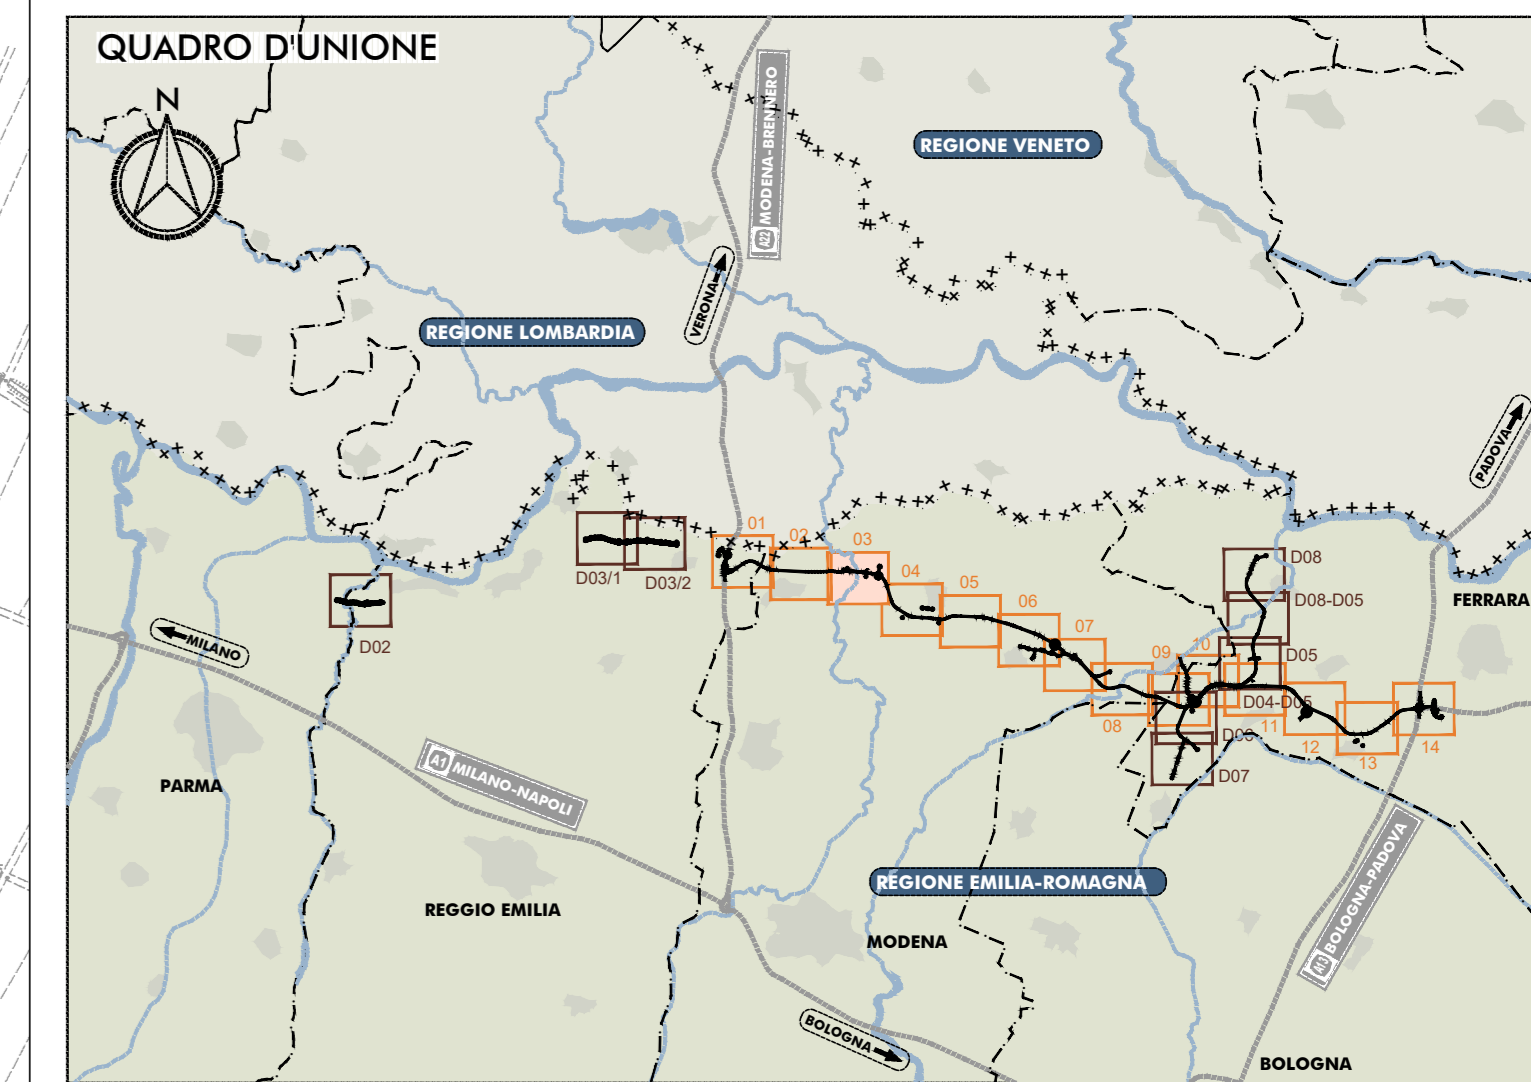 QUADRO D'UNIONE
N
A22 MODENA-BRENNERO
REGIONE VENETO
VERONA
REGIONE LOMBARDIA
PADOVA
01
02
03
04
05
06
07
08
09
10
11
12
13
14
D03/1
D03/2
D02
D08
D08-D05
D05
D04-D05
D07
FERRARA
MILANO
PARMA
A1 MILANO-NAPOLI
REGIONE EMILIA-ROMAGNA
REGGIO EMILIA
MODENA
A13 BOLOGNA-PADOVA
BOLOGNA
BOLOGNA